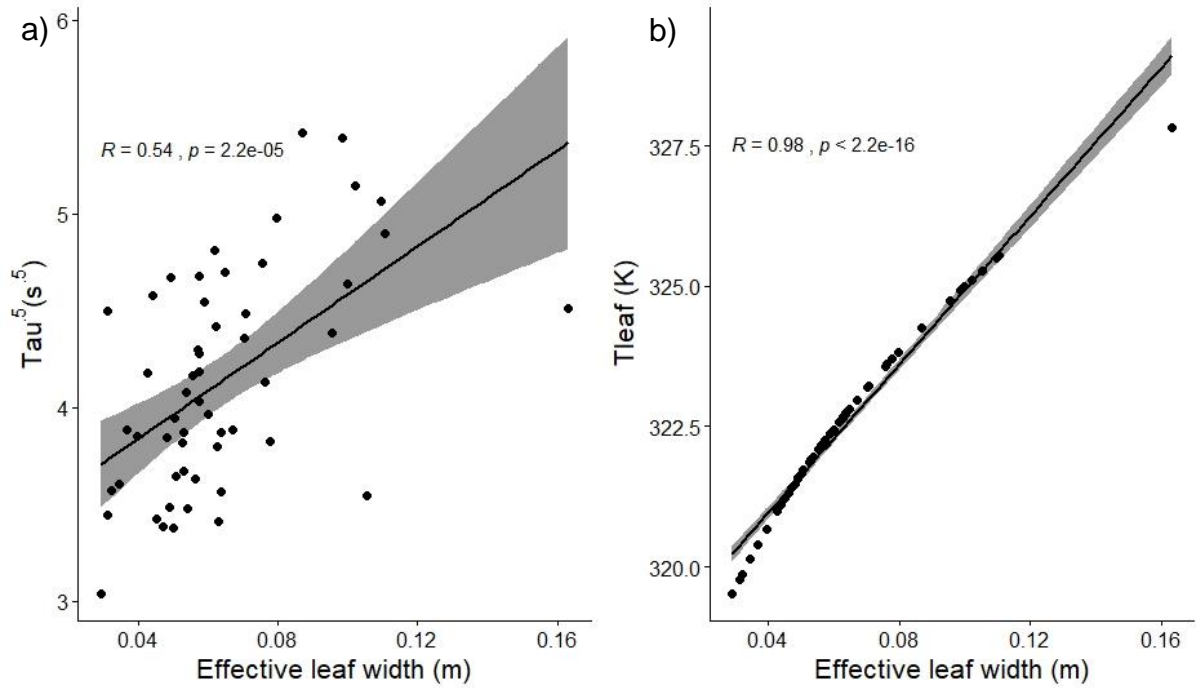 a)
R = 0.54 , p = 2.2e-05
Tau.5(s.5)
6
5
4
3
0.04 0.08 0.12 0.16
Effective leaf width (m)
b)
R = 0.98 , p < 2.2e-16
Tleaf (K)
327.5
325.0
322.5
320.0
0.04 0.08 0.12 0.16
Effective leaf width (m)